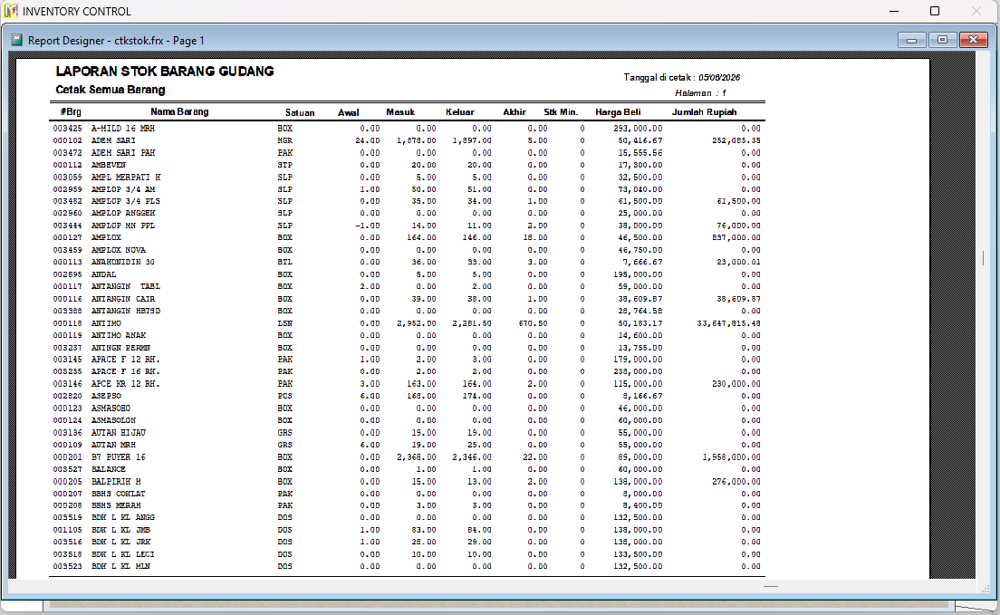 INVENTORY CONTROL
Report Designer - ctkstok.frx - Page 1
LAPORAN STOK BARANG GUDANG
Tanggal di cetak : 05/06/2026
Cetak Semua Barang
Halaman : 1
#Brg Nama Barang Satuan Awal Masuk Keluar Akhir Stk Min. Harga Beli Jumlah Rupiah
003425 A-MILD 16 MRH BOX 0.00 0.00 0.00 0.00 0 293,000.00 0.00
000102 ADEM SARI HGR 24.00 1,878.00 1,897.00 5.00 0 50,416.67 252,083.35
003472 ADEM SARI PAK PAK 0.00 0.00 0.00 0.00 0 15,555.56 0.00
000112 AMBEVEN STP 0.00 20.00 20.00 0.00 0 17,300.00 0.00
003059 AMPL MERPATI K SLP 0.00 5.00 5.00 0.00 0 32,500.00 0.00
002959 AMPLOP 3/4 AM SLP 1.00 50.00 51.00 0.00 0 73,040.00 0.00
003482 AMPLOP 3/4 PLS SLP 0.00 35.00 34.00 1.00 0 61,500.00 61,500.00
002960 AMPLOP ANGGEK SLP 0.00 0.00 0.00 0.00 0 25,000.00 0.00
003444 AMPLOP MN PPL SLP -1.00 14.00 11.00 2.00 0 38,000.00 76,000.00
000127 AMPLOX BOX 0.00 164.00 146.00 18.00 0 46,500.00 837,000.00
003459 AMPLOX NOVA BOX 0.00 0.00 0.00 0.00 0 46,750.00 0.00
000113 ANAKONIDIN 30 BTL 0.00 36.00 33.00 3.00 0 7,666.67 23,000.01
002895 ANDAL BOX 0.00 5.00 5.00 0.00 0 195,000.00 0.00
000117 ANTANGIN TABL BOX 2.00 0.00 2.00 0.00 0 59,000.00 0.00
000116 ANTANGIN CAIR BOX 0.00 39.00 38.00 1.00 0 38,609.87 38,609.87
003388 ANTANGIN HBTSD BOX 0.00 0.00 0.00 0.00 0 28,764.58 0.00
000118 ANTIMO LSN 0.00 2,952.00 2,281.50 670.50 0 50,183.17 33,647,815.48
000119 ANTIMO ANAK BOX 0.00 0.00 0.00 0.00 0 14,600.00 0.00
003237 ANINGN PERMN BOX 0.00 0.00 0.00 0.00 0 13,755.00 0.00
003145 APACE F 12 RK. PAK 1.00 2.00 3.00 0.00 0 179,000.00 0.00
003235 APACE F 16 RK. PAK 0.00 2.00 2.00 0.00 0 238,000.00 0.00
003146 APCE KR 12 RK. PAK 3.00 163.00 164.00 2.00 0 115,000.00 230,000.00
002820 ASEPSO PCS 6.00 168.00 174.00 0.00 0 8,166.67 0.00
000123 ASMASOHO BOX 0.00 0.00 0.00 0.00 0 46,000.00 0.00
000124 ASMASOLON BOX 0.00 0.00 0.00 0.00 0 60,000.00 0.00
003136 AUTAN HIJAU GRS 0.00 19.00 19.00 0.00 0 55,000.00 0.00
000109 AUTAN MRH GRS 6.00 19.00 25.00 0.00 0 55,000.00 0.00
000201 B7 PUYER 16 BOX 0.00 2,368.00 2,346.00 22.00 0 89,000.00 1,958,000.00
003527 BALANCE BOX 0.00 1.00 1.00 0.00 0 60,000.00 0.00
000205 BALPIRIK M BOX 0.00 15.00 13.00 2.00 0 138,000.00 276,000.00
000207 BBHS COKLAT PAK 0.00 0.00 0.00 0.00 0 8,000.00 0.00
000208 BBHS MERAH PAK 0.00 3.00 3.00 0.00 0 8,400.00 0.00
003519 BDK L KL ANGG DOS 0.00 0.00 0.00 0.00 0 132,500.00 0.00
001105 BDK L KL JMB DOS 1.00 83.00 84.00 0.00 0 138,000.00 0.00
003516 BDK L KL JRK DOS 1.00 28.00 29.00 0.00 0 138,000.00 0.00
003518 BDK L KL LECI DOS 0.00 10.00 10.00 0.00 0 133,500.00 0.00
003523 BDK L KL MLN DOS 0.00 0.00 0.00 0.00 0 132,500.00 0.00